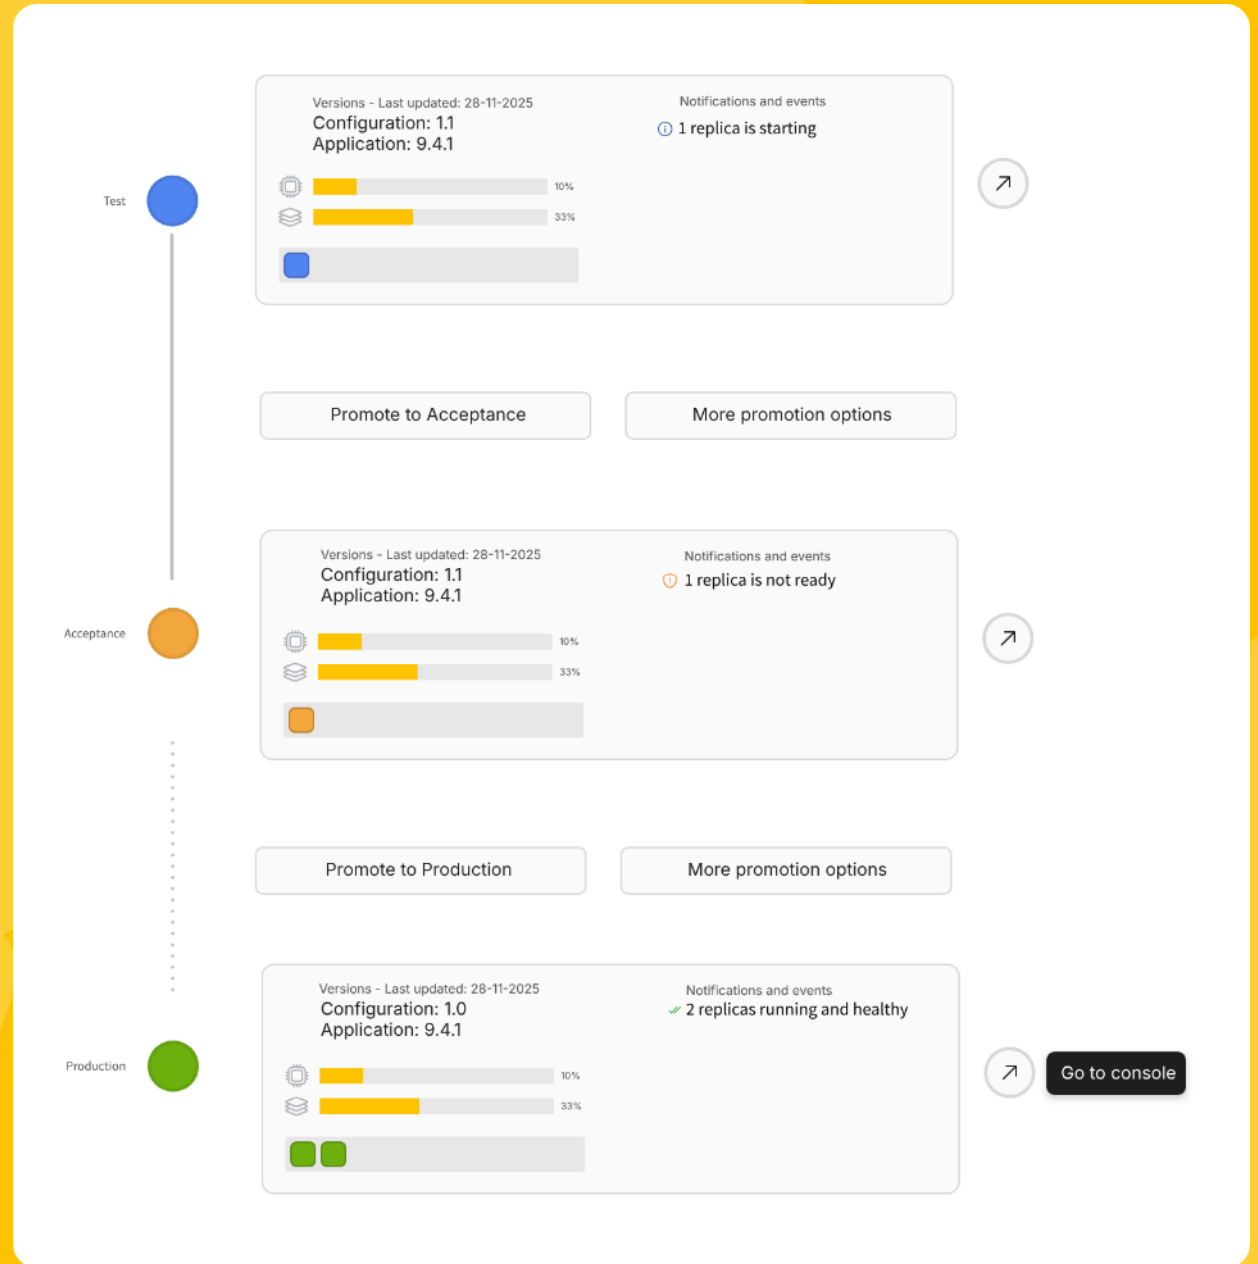 Versions - Last updated: 28-11-2025
Configuration: 1.1
Application: 9.4.1
Notifications and events
1 replica is starting
Test
10%
33%
Promote to Acceptance
More promotion options
Versions - Last updated: 28-11-2025
Configuration: 1.1
Application: 9.4.1
Notifications and events
1 replica is not ready
Acceptance
10%
33%
Promote to Production
More promotion options
Versions - Last updated: 28-11-2025
Configuration: 1.0
Application: 9.4.1
Notifications and events
2 replicas running and healthy
Production
10%
33%
Go to console